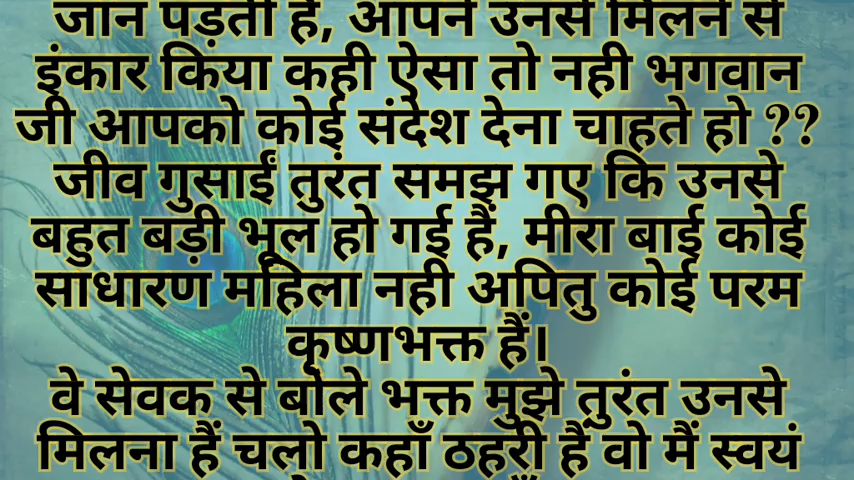 जान पड़ती हैं, आपने उनसे मिलने से
इंकार किया कही ऐसा तो नही भगवान
जी आपको कोई संदेश देना चाहते हो ??
जीव गुसाईं तुरंत समझ गए कि उनसे
बहुत बड़ी भूल हो गई हैं, मीरा बाई कोई
साधारण महिला नही अपितु कोई परम
कृष्णभक्त हैं।
वे सेवक से बोले भक्त मुझे तुरंत उनसे
मिलना हैं चलो कहाँ ठहरी हैं वो मैं स्वयं